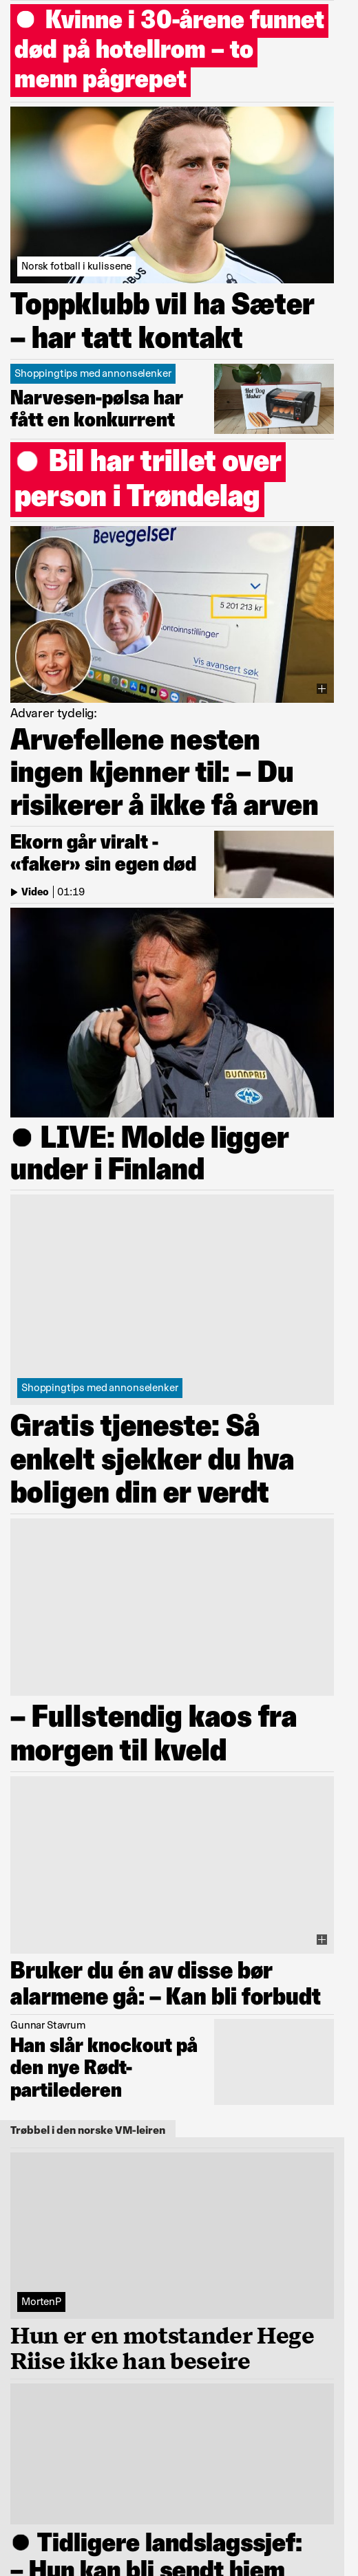 Kvinne i 30-årene funnet
død på hotellrom – to
menn pågrepet
Norsk fotball i kulissene
Toppklubb vil ha Sæter
– har tatt kontakt
Shoppingtips med annonselenker
Narvesen-pølsa har
fått en konkurrent
Hot Dog
Maker
Bil har trillet over
person i Trøndelag
Bevegelser
5 201 213 kr
ontoinnstillinger
Vis avansert søk
Advarer tydelig:
Arvefellene nesten
ingen kjenner til: – Du
risikerer å ikke få arven
Ekorn går viralt -
«faker» sin egen død
Video | 01:19
BUNNPRIS
LIVE: Molde ligger
under i Finland
Shoppingtips med annonselenker
Gratis tjeneste: Så
enkelt sjekker du hva
boligen din er verdt
– Fullstendig kaos fra
morgen til kveld
Bruker du én av disse bør
alarmene gå: – Kan bli forbudt
Gunnar Stavrum
Han slår knockout på
den nye Rødt-
partilederen
Trøbbel i den norske VM-leiren
MortenP
Hun er en motstander Hege
Riise ikke han beseire
Tidligere landslagssjef:
– Hun kan bli sendt hjem